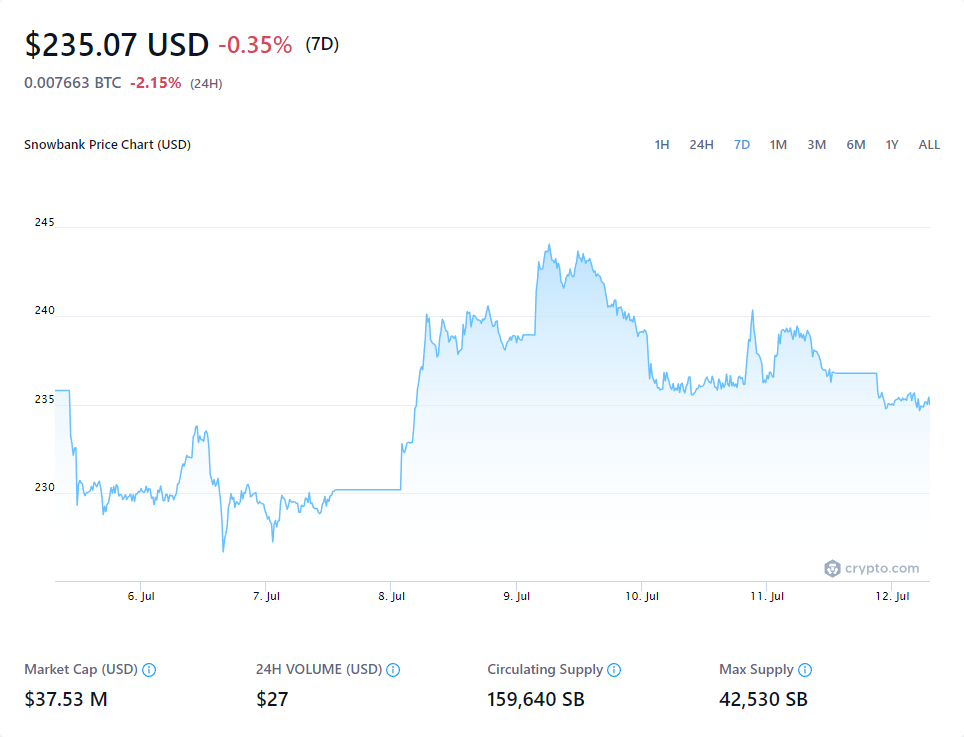 $235.07 USD -0.35% (7D)
0.007663 BTC -2.15% (24H)
Snowbank Price Chart (USD)
1H 24H 7D 1M 3M 6M 1Y ALL
245
240
235
230
crypto.com
6. Jul 7. Jul 8. Jul 9. Jul 10. Jul 11. Jul 12. Jul
Market Cap (USD) 24H VOLUME (USD) Circulating Supply Max Supply
$37.53 M $27 159,640 SB 42,530 SB